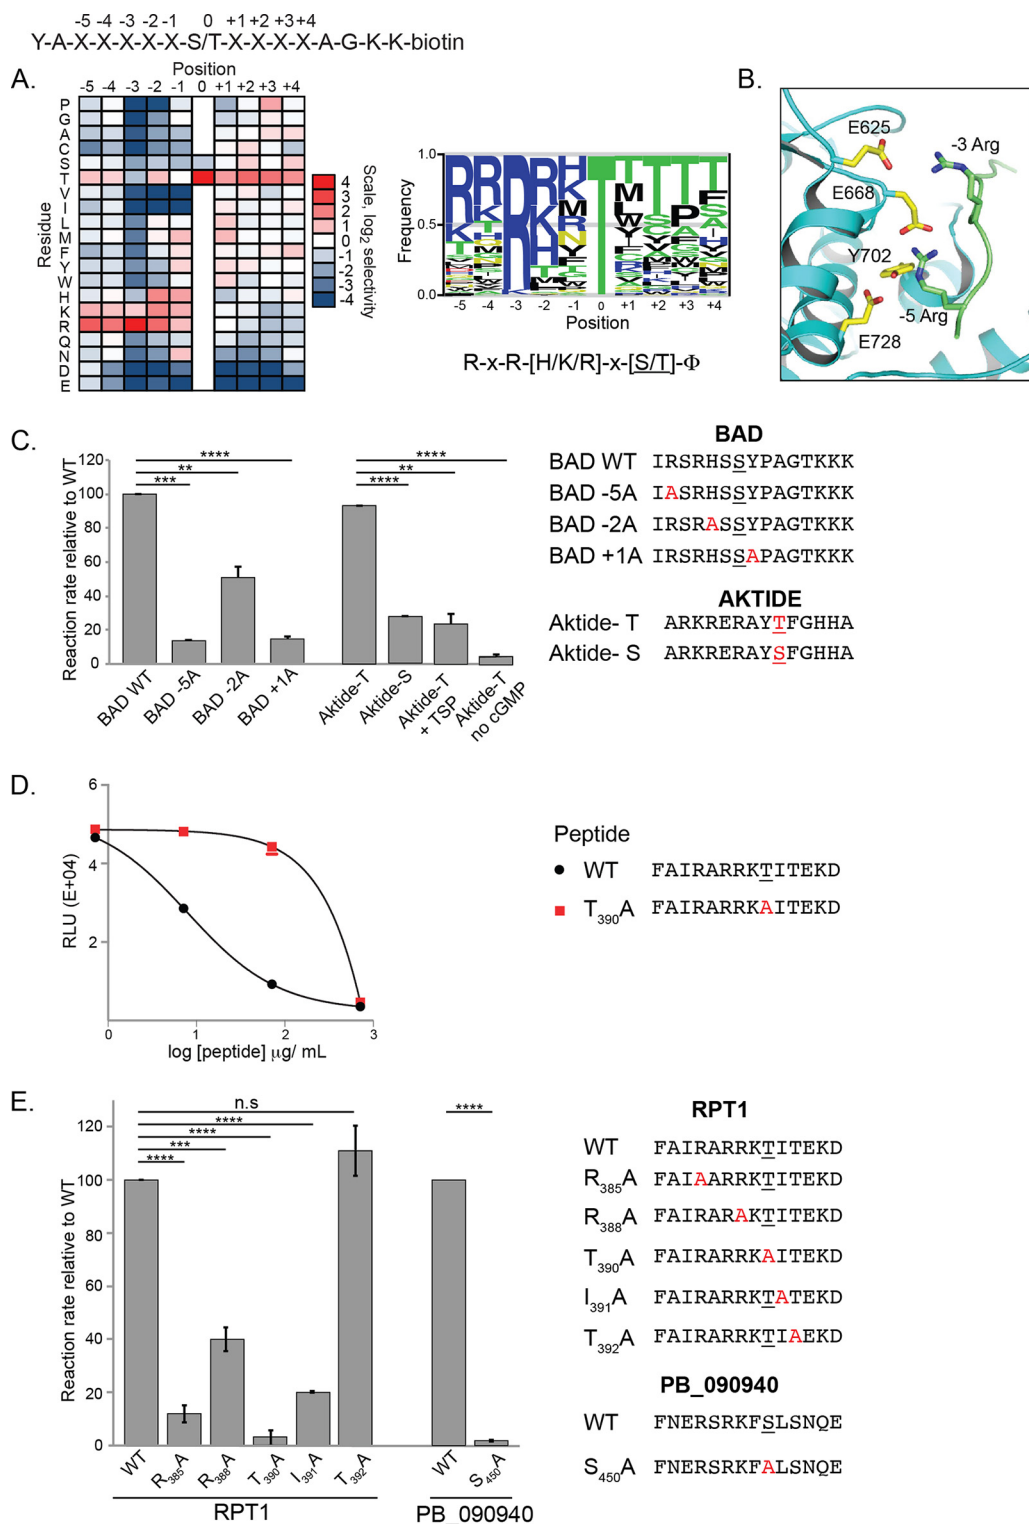 -5 -4 -3 -2 -1 0 +1 +2 +3 +4
Y-A-X-X-X-X-X-S/T-X-X-X-X-A-G-K-K-biotin
A.
Position
-5 -4 -3 -2 -1 0 +1 +2 +3 +4
Residue
P
G
A
C
S
T
V
I
L
M
F
Y
W
H
K
R
Q
N
D
E
4
3
2
1
0
-1
-2
-3
-4
Scale, log2 selectivity
Frequency
1.0
0.5
0.0
-5 -4 -3 -2 -1 0 +1 +2 +3 +4
Position
R-x-R-[H/K/R]-x-[S/T]-Φ
B.
E625
-3 Arg
E668
Y702
-5 Arg
E728
C.
Reaction rate relative to WT
120
100
80
60
40
20
0
****
**
***
****
**
****
BAD WT
BAD -5A
BAD -2A
BAD +1A
Aktide-T
Aktide-S
Aktide-T + TSP
Aktide-T no cGMP
BAD
BAD WT IRSRHSSYPAGTKKK
BAD -5A IASRHSSYPAGTKKK
BAD -2A IRSRASSYPAGTKKK
BAD +1A IRSRHSSAPAGTKKK
AKTIDE
Aktide- T ARKRERAYTFGHHA
Aktide- S ARKRERAYSFGHHA
D.
RLU (E+04)
6
4
2
0 1 2 3
log [peptide] µg/ mL
Peptide
WT FAIRARRKTITEKD
T390A FAIRARRKAITEKD
E.
Reaction rate relative to WT
120
100
80
60
40
20
0
n.s
****
****
***
****
****
WT
R385A
R388A
T390A
I391A
T392A
WT
S450A
RPT1
PB_090940
RPT1
WT FAIRARRKTITEKD
R385A FAIAARRKTITEKD
R388A FAIRARAKTITEKD
T390A FAIRARRKAITEKD
I391A FAIRARRKTATEKD
T392A FAIRARRKTIAEKD
PB_090940
WT FNERSRKFSLSNQE
S450A FNERSRKFALSNQE